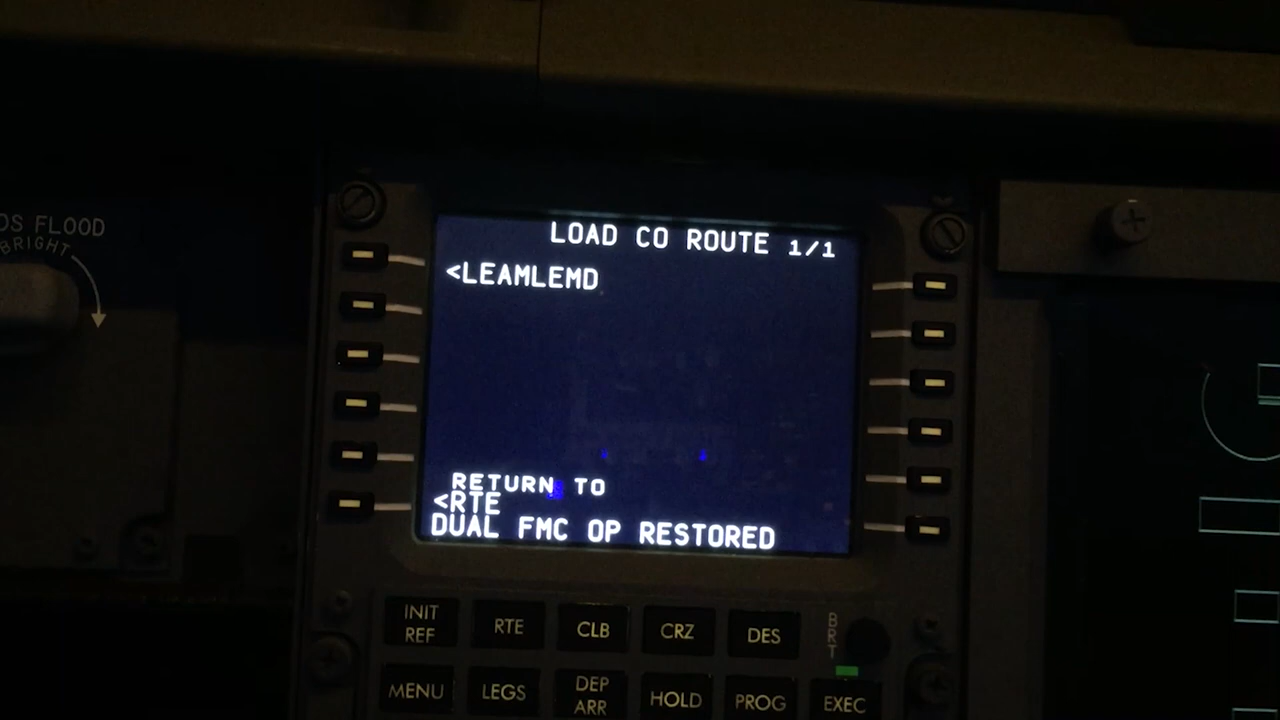 LOAD CO ROUTE 1/1
<LEAMLEMD
RETURN TO
<RTE
DUAL FMC OP RESTORED
FLOOD
BRIGHT
INIT REF
RTE
CLB
CRZ
DES
BRT
MENU
LEGS
DEP ARR
HOLD
PROG
EXEC